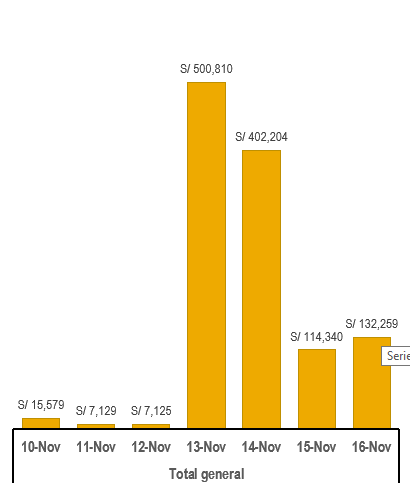 S/ 500,810
S/ 402,204
S/ 132,259
S/ 114,340
Serie
S/ 15,579
S/ 7,129
S/ 7,125
10-Nov 11-Nov 12-Nov 13-Nov 14-Nov 15-Nov 16-Nov
Total general